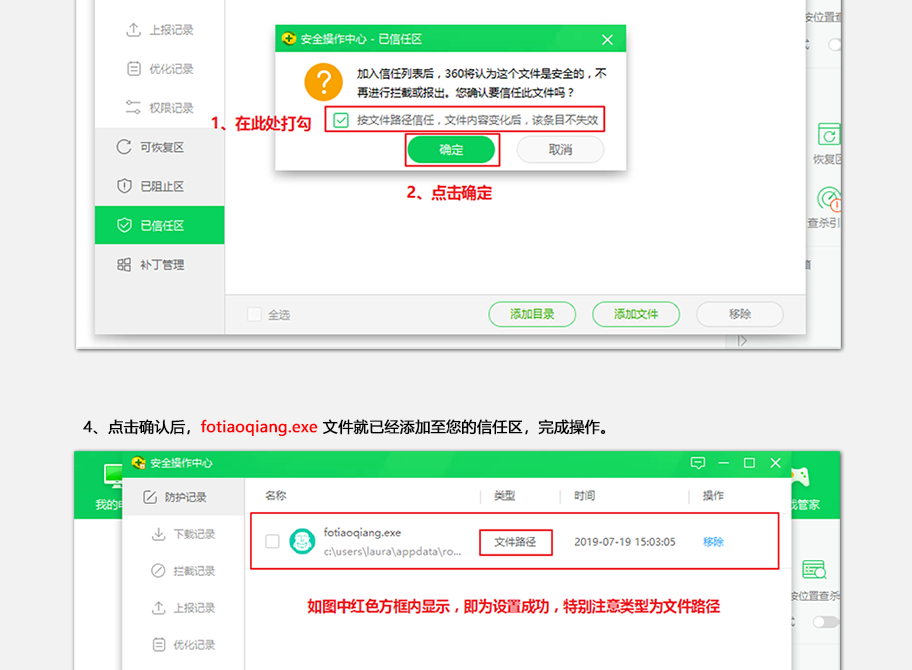 上报记录
优化记录
权限记录
可恢复区
已阻止区
已信任区
补丁管理
安全操作中心 - 已信任区
加入信任列表后，360将认为这个文件是安全的，不
再进行拦截或报出。您确认要信任此文件吗？
1、在此处打勾
按文件路径信任，文件内容变化后，该条目不失效
确定
取消
2、点击确定
按位置查
恢复区
查杀引
全选
添加目录
添加文件
移除
4、点击确认后，fotiaoqiang.exe 文件就已经添加至您的信任区，完成操作。
安全操作中心
我的
管家
防护记录
下载记录
拦截记录
上报记录
优化记录
名称
类型
时间
操作
fotiaoqiang.exe
c:\users\laura\appdata\ro...
文件路径
2019-07-19 15:03:05
移除
如图中红色方框内显示，即为设置成功，特别注意类型为文件路径
按位置查杀